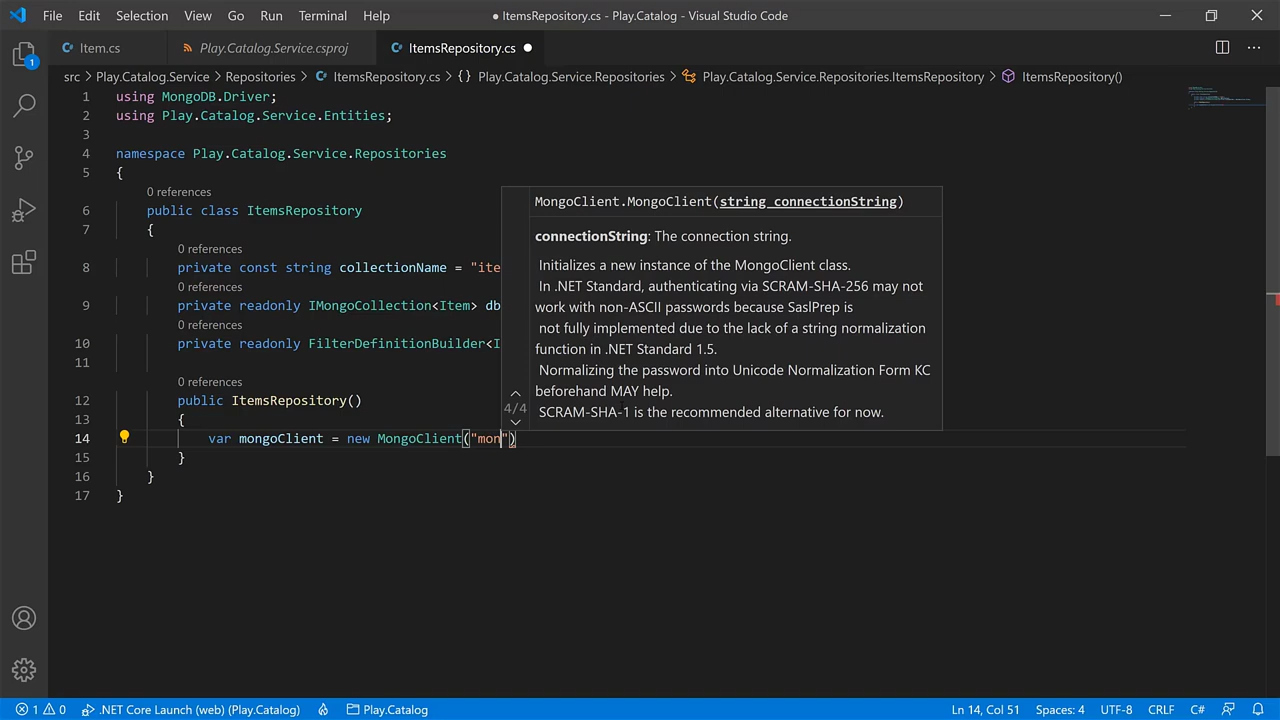 File Edit Selection View Go Run Terminal Help
● ItemsRepository.cs - Play.Catalog - Visual Studio Code
Item.cs
Play.Catalog.Service.csproj
ItemsRepository.cs ●
1
src > Play.Catalog.Service > Repositories > ItemsRepository.cs > {} Play.Catalog.Service.Repositories > Play.Catalog.Service.Repositories.ItemsRepository > ItemsRepository()
1 using MongoDB.Driver;
2 using Play.Catalog.Service.Entities;
3
4 namespace Play.Catalog.Service.Repositories
5 {
0 references
6 public class ItemsRepository
7 {
0 references
8 private const string collectionName = "ite
0 references
9 private readonly IMongoCollection<Item> db
0 references
10 private readonly FilterDefinitionBuilder<I
11
0 references
12 public ItemsRepository()
13 {
14 var mongoClient = new MongoClient("mon")
15 }
16 }
17 }
MongoClient.MongoClient(string connectionString)
connectionString: The connection string.
Initializes a new instance of the MongoClient class.
In .NET Standard, authenticating via SCRAM-SHA-256 may not
work with non-ASCII passwords because SaslPrep is
not fully implemented due to the lack of a string normalization
function in .NET Standard 1.5.
Normalizing the password into Unicode Normalization Form KC
beforehand MAY help.
SCRAM-SHA-1 is the recommended alternative for now.
4/4
1 0 .NET Core Launch (web) (Play.Catalog) Play.Catalog
Ln 14, Col 51 Spaces: 4 UTF-8 CRLF C#